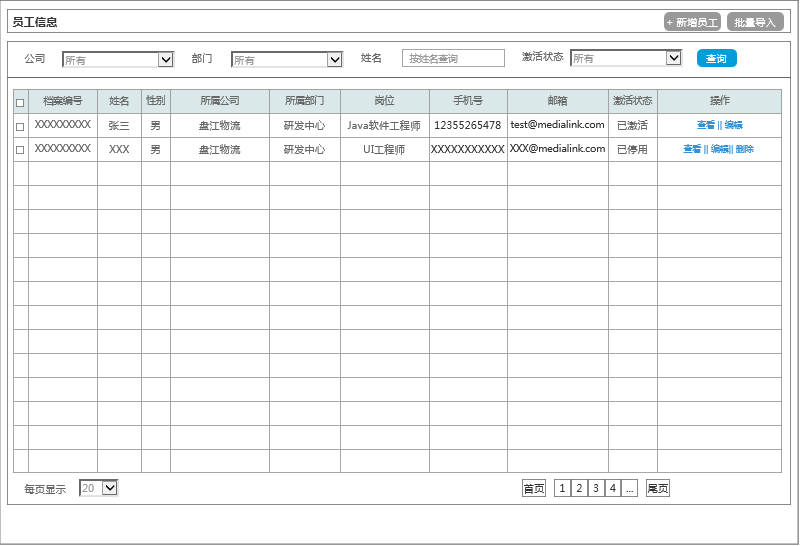 员工信息 + 新增员工 批量导入
公司 所有 部门 所有 姓名 按姓名查询 激活状态 所有 查询
档案编号 姓名 性别 所属公司 所属部门 岗位 手机号 邮箱 激活状态 操作
XXXXXXXXX 张三 男 盘江物流 研发中心 Java软件工程师 12355265478 test@medialink.com 已激活 查看 || 编辑
XXXXXXXXX XXX 男 盘江物流 研发中心 UI工程师 XXXXXXXXXXX XXX@medialink.com 已停用 查看 || 编辑|| 删除
每页显示 20 首页 1 2 3 4 ... 尾页